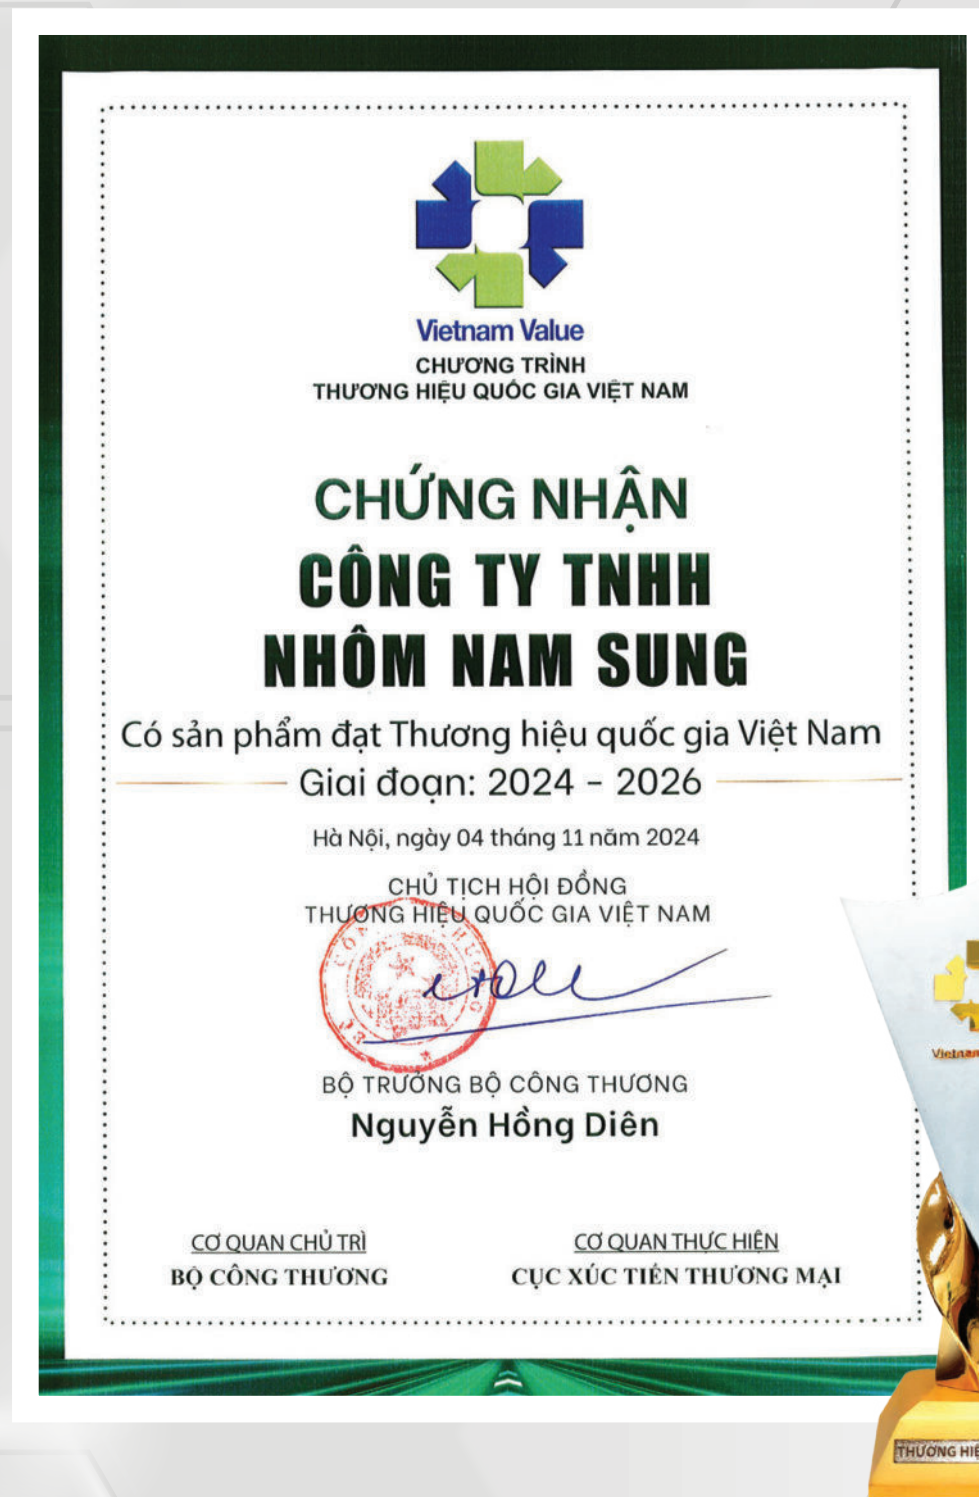 Vietnam Value
CHƯƠNG TRÌNH
THƯƠNG HIỆU QUỐC GIA VIỆT NAM
CHỨNG NHẬN
CÔNG TY TNHH
NHÔM NAM SUNG
Có sản phẩm đạt Thương hiệu quốc gia Việt Nam
Giai đoạn: 2024 - 2026
Hà Nội, ngày 04 tháng 11 năm 2024
CHỦ TỊCH HỘI ĐỒNG
THƯƠNG HIỆU QUỐC GIA VIỆT NAM
BỘ TRƯỞNG BỘ CÔNG THƯƠNG
Nguyễn Hồng Diên
CƠ QUAN CHỦ TRÌ
BỘ CÔNG THƯƠNG
CƠ QUAN THỰC HIỆN
CỤC XÚC TIẾN THƯƠNG MẠI
Vietnam
THƯƠNG HIỆ